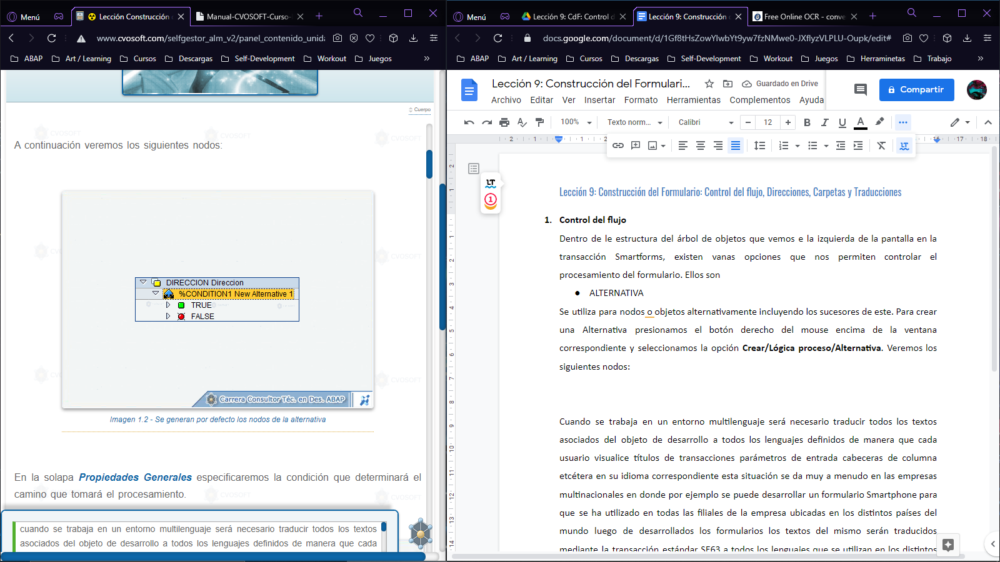 Menú
Lección Construcción
Manual-CVOSOFT-Curso-
www.cvosoft.com/selfgestor_alm_v2/panel_contenido_unida
ABAP
Art / Learning
Cursos
Descargas
Self-Development
Workout
Juegos
»
Cuerpo
A continuación veremos los siguientes nodos:
DIRECCION Direccion
%CONDITION1 New Alternative 1
TRUE
FALSE
Carrera Consultor Téc. en Des. ABAP
Imagen 1.2 - Se generan por defecto los nodos de la alternativa
En la solapa Propiedades Generales especificaremos la condición que determinará el
camino que tomará el procesamiento.
cuando se trabaja en un entorno multilenguaje será necesario traducir todos los textos
asociados del objeto de desarrollo a todos los lenguajes definidos de manera que cada
Menú
Lección 9: CdF: Control d
Lección 9: Construcción
Free Online OCR - conve
docs.google.com/document/d/1Gf8tHsZowYlwbYt9yw7fzNMwe0-JXflyzVLPLU-Oupk/edit#
ABAP
Art / Learning
Cursos
Descargas
Self-Development
Workout
Juegos
Herraminetas
Trabajo
»
Lección 9: Construcción del Formulari...
Guardado en Drive
Compartir
Archivo Editar Ver Insertar Formato Herramientas Complementos Ayuda
100% Texto norm... Calibri − 12 + B I U A
Lección 9: Construcción del Formulario: Control del flujo, Direcciones, Carpetas y Traducciones
1. Control del flujo
Dentro de le estructura del árbol de objetos que vemos e la izquierda de la pantalla en la
transacción Smartforms, existen vanas opciones que nos permiten controlar el
procesamiento del formulario. Ellos son
● ALTERNATIVA
Se utiliza para nodos o objetos alternativamente incluyendo los sucesores de este. Para crear
una Alternativa presionamos el botón derecho del mouse encima de la ventana
correspondiente y seleccionamos la opción Crear/Lógica proceso/Alternativa. Veremos los
siguientes nodos:
Cuando se trabaja en un entorno multilenguaje será necesario traducir todos los textos
asociados del objeto de desarrollo a todos los lenguajes definidos de manera que cada
usuario visualice títulos de transacciones parámetros de entrada cabeceras de columna
etcétera en su idioma correspondiente esta situación se da muy a menudo en las empresas
multinacionales en donde por ejemplo se puede desarrollar un formulario Smartphone para
que se ha utilizado en todas las filiales de la empresa ubicadas en los distintos países del
mundo luego de desarrollados los formularios los textos del mismo serán traducidos
mediante la transacción estándar SE63 a todos los lenguajes que se utilizan en los distintos